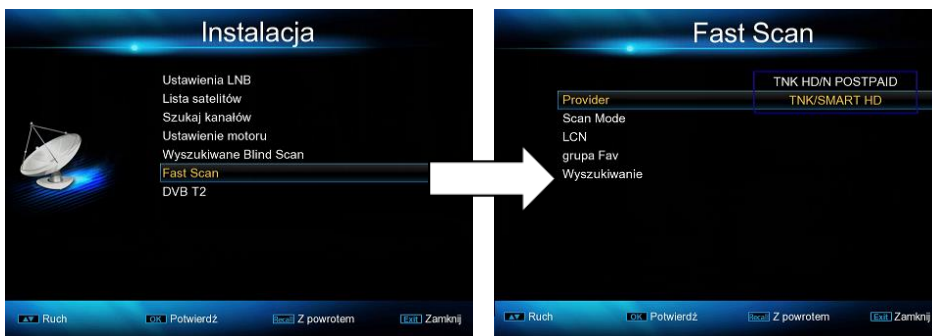 Instalacja
Ustawienia LNB
Lista satelitów
Szukaj kanałów
Ustawienie motoru
Wyszukiwane Blind Scan
Fast Scan
DVB T2
Ruch
OK Potwierdź
Recall Z powrotem
Exit Zamknij
Fast Scan
TNK HD/N POSTPAID
Provider TNK/SMART HD
Scan Mode
LCN
grupa Fav
Wyszukiwanie
Ruch
OK Potwierdź
Recall Z powrotem
Exit Zamknij